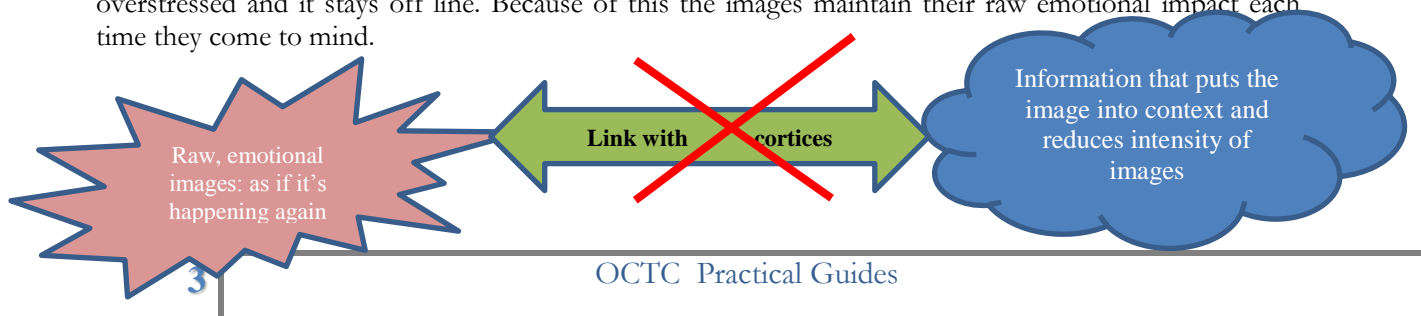 overstressed and it stays off line. Because of this the images maintain their raw emotional impact each
time they come to mind.
Raw, emotional
images: as if it's
happening again
Link with cortices
Information that puts the
image into context and
reduces intensity of
images
3
OCTC Practical Guides